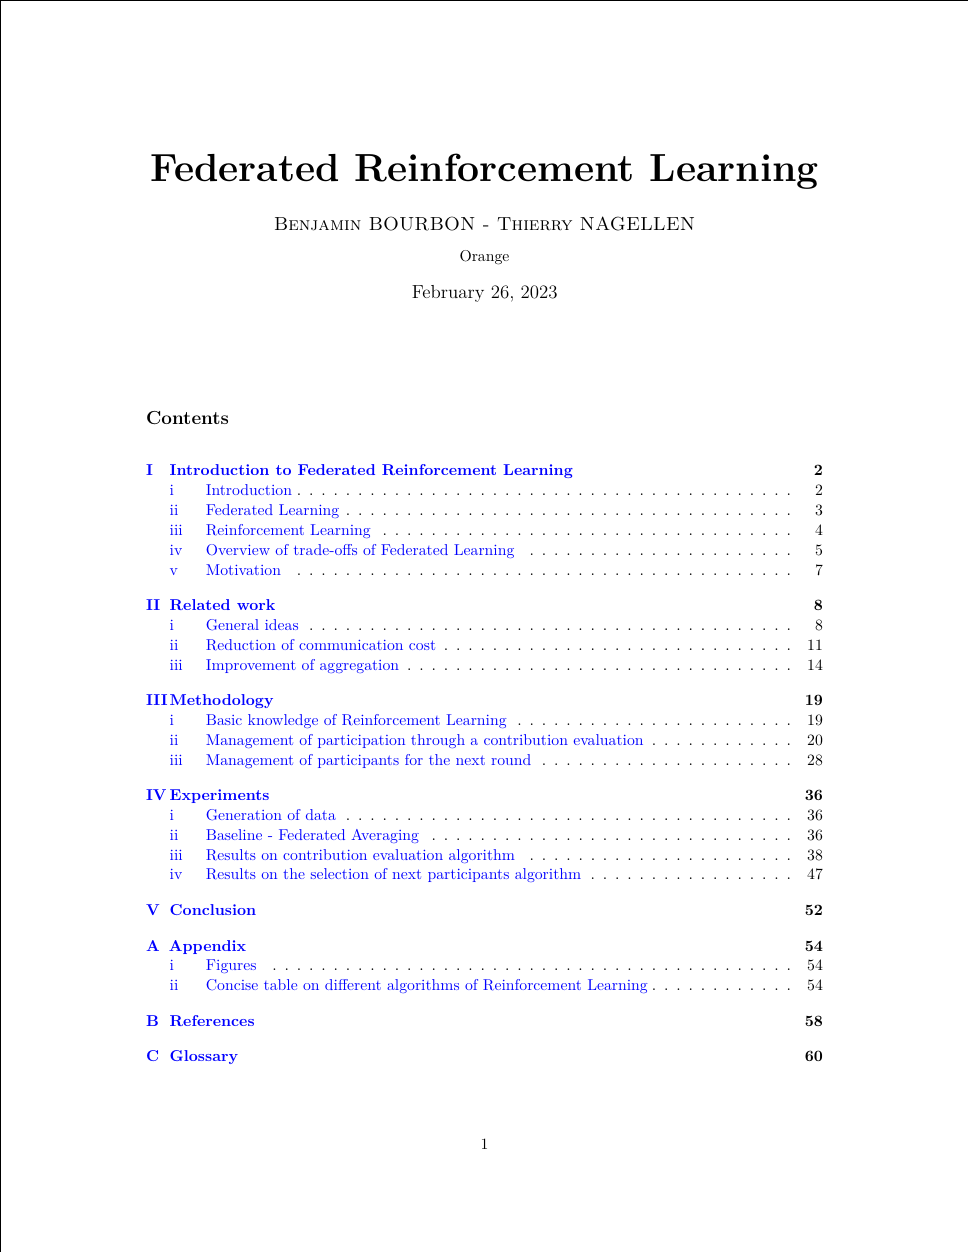 Federated Reinforcement Learning
Benjamin BOURBON - Thierry NAGELLEN
Orange
February 26, 2023
Contents
I Introduction to Federated Reinforcement Learning 2
i Introduction . . . . . . . . . . . . . . . . . . . . . . . . . . . . . . . . . . . . . . . . . 2
ii Federated Learning . . . . . . . . . . . . . . . . . . . . . . . . . . . . . . . . . . . . . 3
iii Reinforcement Learning . . . . . . . . . . . . . . . . . . . . . . . . . . . . . . . . . . 4
iv Overview of trade-offs of Federated Learning . . . . . . . . . . . . . . . . . . . . . . 5
v Motivation . . . . . . . . . . . . . . . . . . . . . . . . . . . . . . . . . . . . . . . . . 7
II Related work 8
i General ideas . . . . . . . . . . . . . . . . . . . . . . . . . . . . . . . . . . . . . . . . 8
ii Reduction of communication cost . . . . . . . . . . . . . . . . . . . . . . . . . . . . . 11
iii Improvement of aggregation . . . . . . . . . . . . . . . . . . . . . . . . . . . . . . . . 14
III Methodology 19
i Basic knowledge of Reinforcement Learning . . . . . . . . . . . . . . . . . . . . . . . 19
ii Management of participation through a contribution evaluation . . . . . . . . . . . . 20
iii Management of participants for the next round . . . . . . . . . . . . . . . . . . . . . 28
IV Experiments 36
i Generation of data . . . . . . . . . . . . . . . . . . . . . . . . . . . . . . . . . . . . . 36
ii Baseline - Federated Averaging . . . . . . . . . . . . . . . . . . . . . . . . . . . . . . 36
iii Results on contribution evaluation algorithm . . . . . . . . . . . . . . . . . . . . . . 38
iv Results on the selection of next participants algorithm . . . . . . . . . . . . . . . . . 47
V Conclusion 52
A Appendix 54
i Figures . . . . . . . . . . . . . . . . . . . . . . . . . . . . . . . . . . . . . . . . . . . 54
ii Concise table on different algorithms of Reinforcement Learning . . . . . . . . . . . . 54
B References 58
C Glossary 60
1